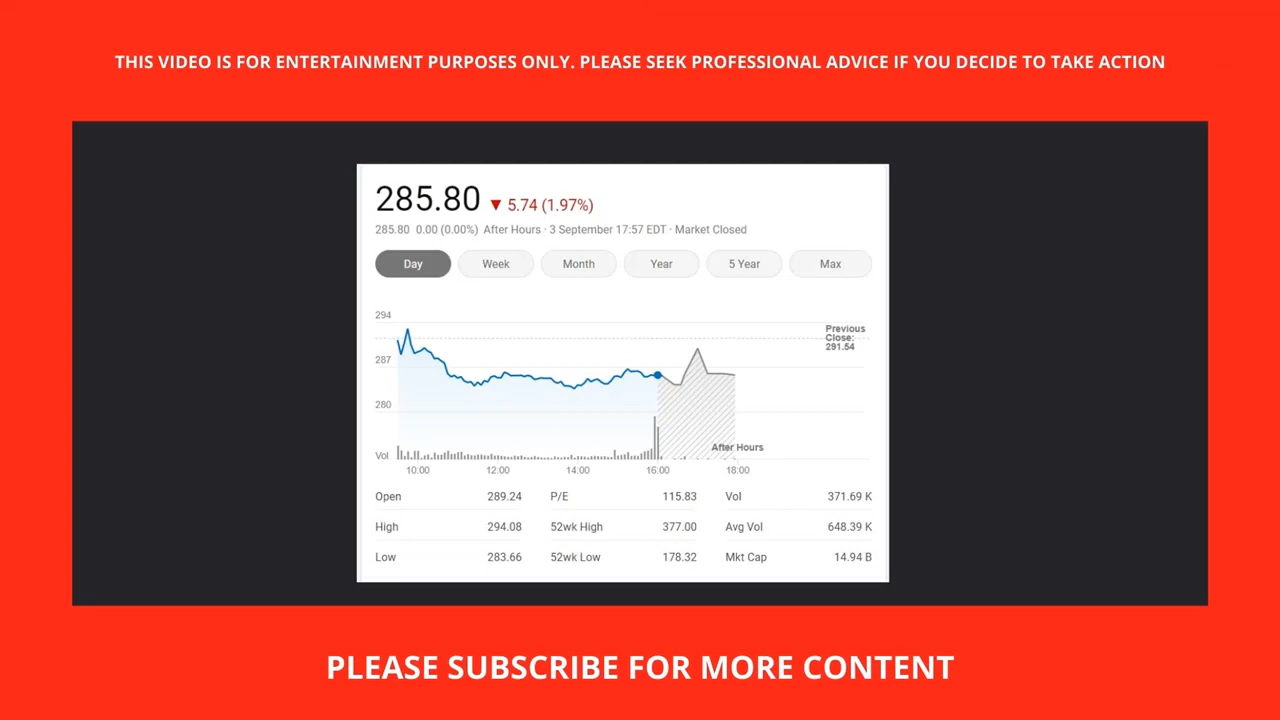 THIS VIDEO IS FOR ENTERTAINMENT PURPOSES ONLY. PLEASE SEEK PROFESSIONAL ADVICE IF YOU DECIDE TO TAKE ACTION
285.80 ▼ 5.74 (1.97%)
285.80 0.00 (0.00%) After Hours · 3 September 17:57 EDT · Market Closed
Day Week Month Year 5 Year Max
294
Previous
Close:
291.54
287
280
After Hours
Vol
10:00 12:00 14:00 16:00 18:00
Open 289.24 P/E 115.83 Vol 371.69 K
High 294.08 52wk High 377.00 Avg Vol 648.39 K
Low 283.66 52wk Low 178.32 Mkt Cap 14.94 B
PLEASE SUBSCRIBE FOR MORE CONTENT